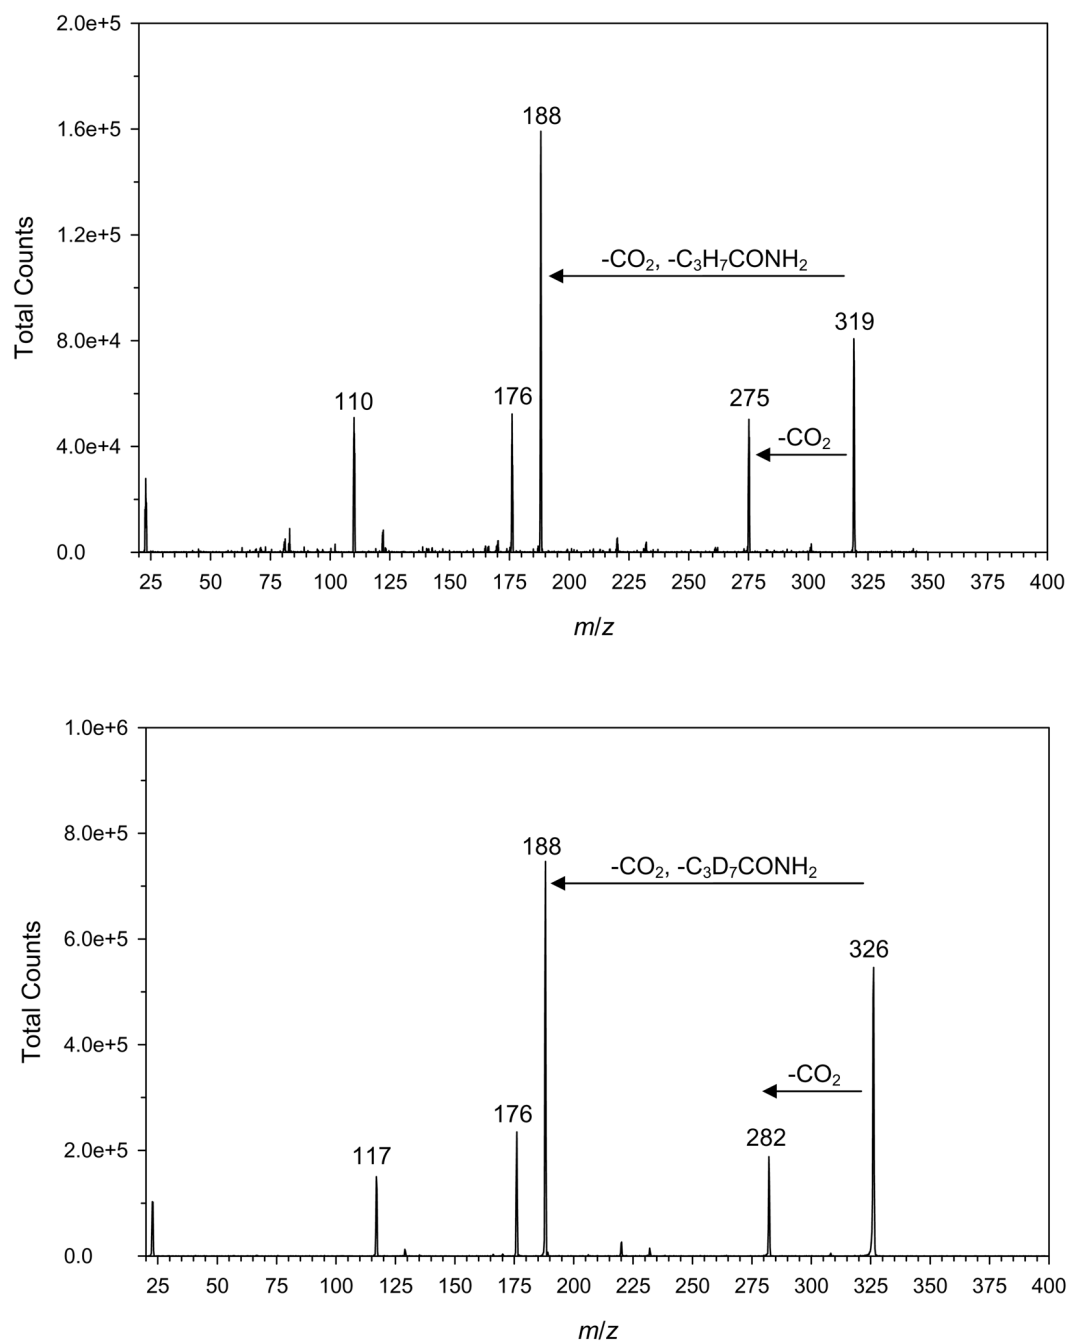 2.0e+5
1.6e+5
1.2e+5
8.0e+4
4.0e+4
0.0
Total Counts
188
-CO₂, -C₃H₇CONH₂
319
176
110
275
-CO₂
25 50 75 100 125 150 175 200 225 250 275 300 325 350 375 400
m/z
1.0e+6
8.0e+5
6.0e+5
4.0e+5
2.0e+5
0.0
Total Counts
188
-CO₂, -C₃D₇CONH₂
326
-CO₂
176
282
117
25 50 75 100 125 150 175 200 225 250 275 300 325 350 375 400
m/z